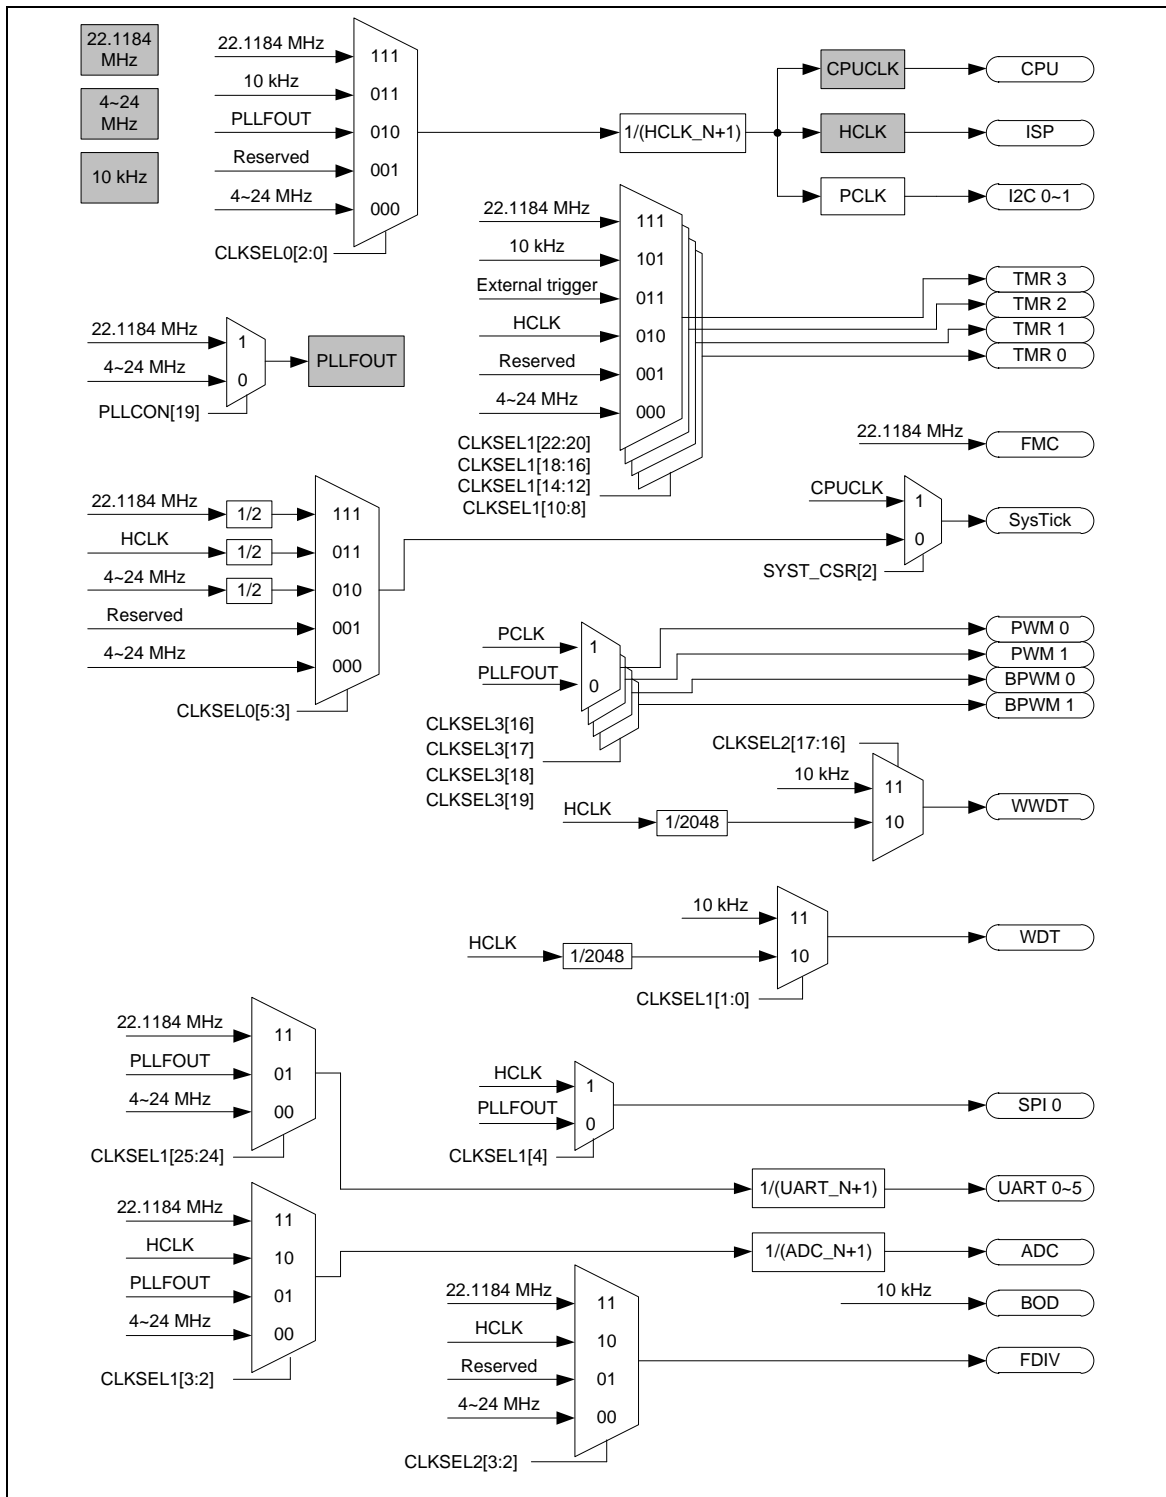 22.1184
MHz
4~24
MHz
10 kHz
22.1184 MHz
111
10 kHz
011
PLLFOUT
010
Reserved
001
4~24 MHz
000
CLKSEL0[2:0]
1/(HCLK_N+1)
CPUCLK
CPU
HCLK
ISP
PCLK
I2C 0~1
22.1184 MHz
111
10 kHz
101
External trigger
011
HCLK
010
Reserved
001
4~24 MHz
000
CLKSEL1[22:20]
CLKSEL1[18:16]
CLKSEL1[14:12]
CLKSEL1[10:8]
TMR 3
TMR 2
TMR 1
TMR 0
22.1184 MHz
1
4~24 MHz
0
PLLCON[19]
PLLFOUT
22.1184 MHz
FMC
22.1184 MHz
1/2
111
HCLK
1/2
011
4~24 MHz
1/2
010
Reserved
001
4~24 MHz
000
CLKSEL0[5:3]
CPUCLK
1
0
SYST_CSR[2]
SysTick
PCLK
1
PLLFOUT
0
CLKSEL3[16]
CLKSEL3[17]
CLKSEL3[18]
CLKSEL3[19]
PWM 0
PWM 1
BPWM 0
BPWM 1
CLKSEL2[17:16]
10 kHz
11
HCLK
1/2048
10
WWDT
10 kHz
11
HCLK
1/2048
10
CLKSEL1[1:0]
WDT
22.1184 MHz
11
PLLFOUT
01
4~24 MHz
00
CLKSEL1[25:24]
HCLK
1
PLLFOUT
0
CLKSEL1[4]
SPI 0
1/(UART_N+1)
UART 0~5
22.1184 MHz
11
HCLK
10
PLLFOUT
01
4~24 MHz
00
CLKSEL1[3:2]
1/(ADC_N+1)
ADC
10 kHz
BOD
22.1184 MHz
11
HCLK
10
Reserved
01
4~24 MHz
00
CLKSEL2[3:2]
FDIV